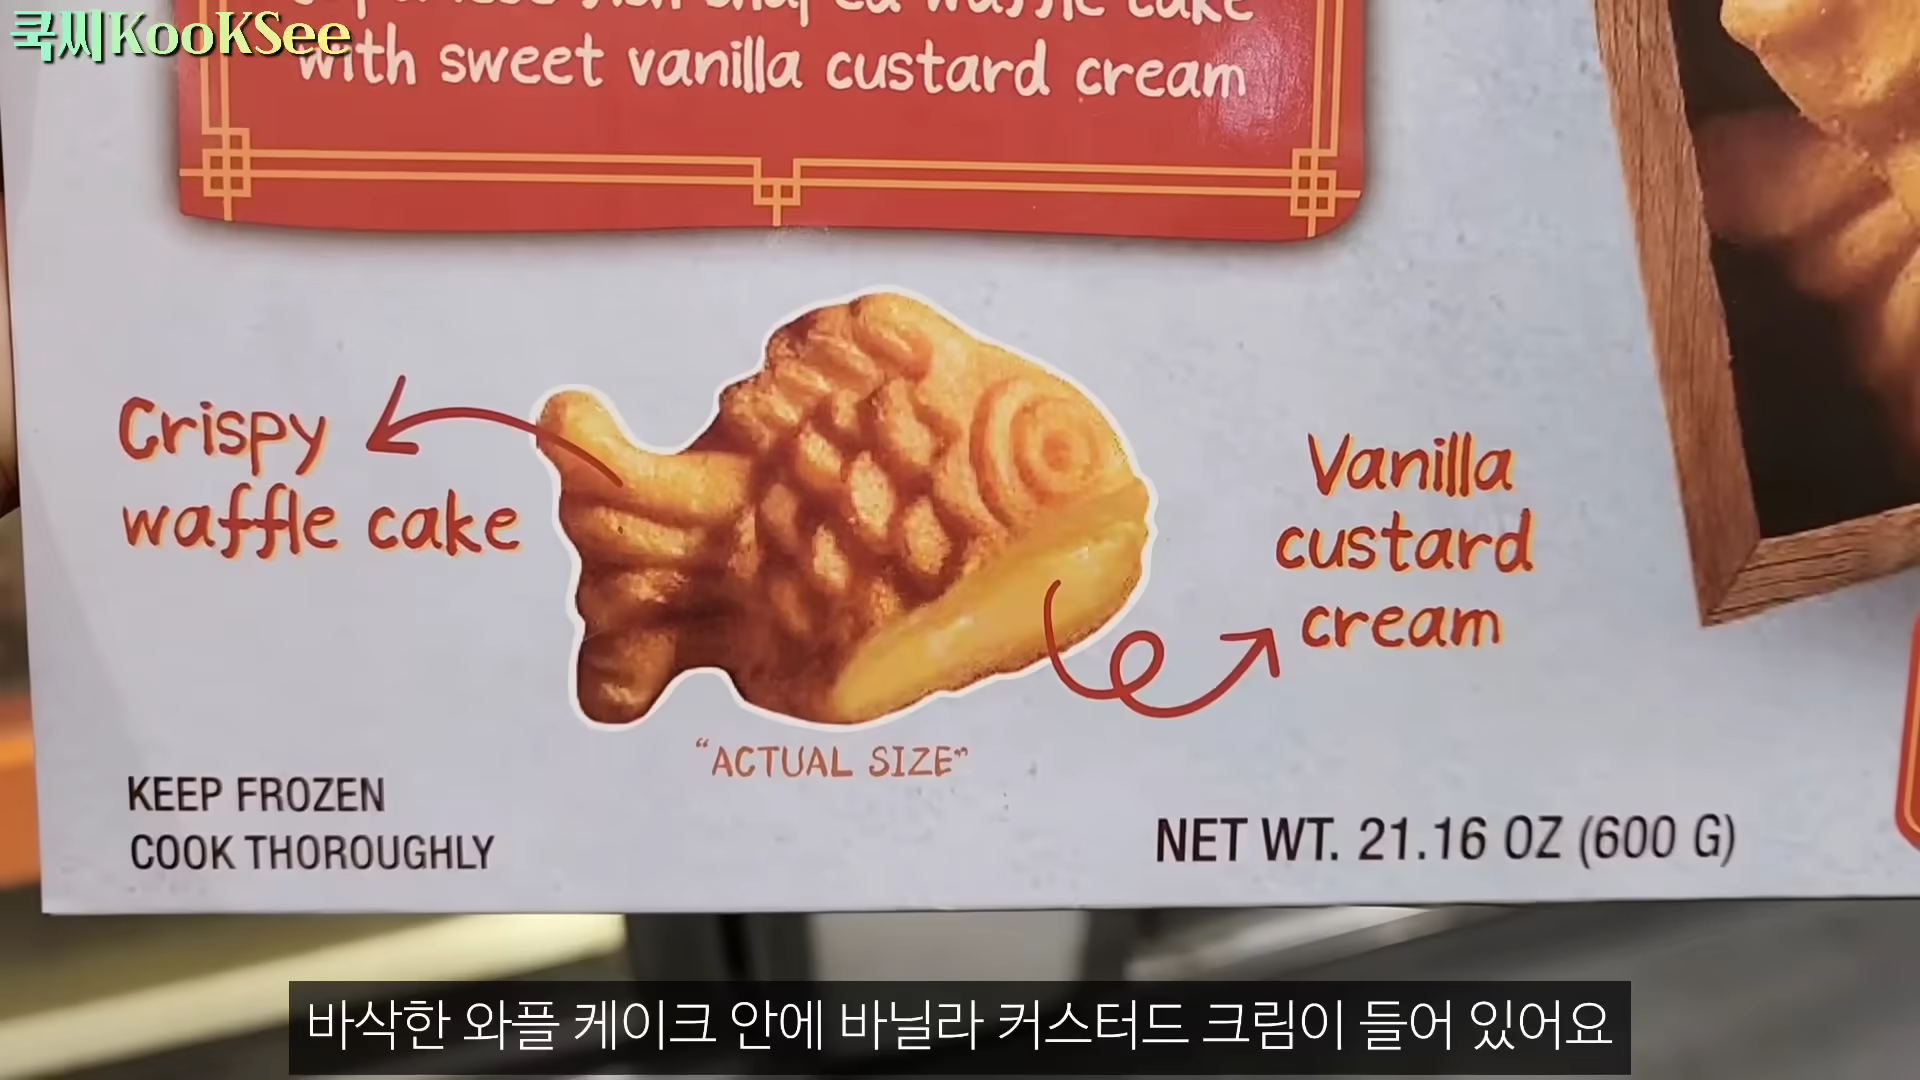 쿡씨KooKSee
waffle cake
with sweet vanilla custard cream
Crispy
waffle cake
Vanilla
custard
cream
"ACTUAL SIZE"
KEEP FROZEN
COOK THOROUGHLY
NET WT. 21.16 OZ (600 G)
바삭한 와플 케이크 안에 바닐라 커스터드 크림이 들어 있어요